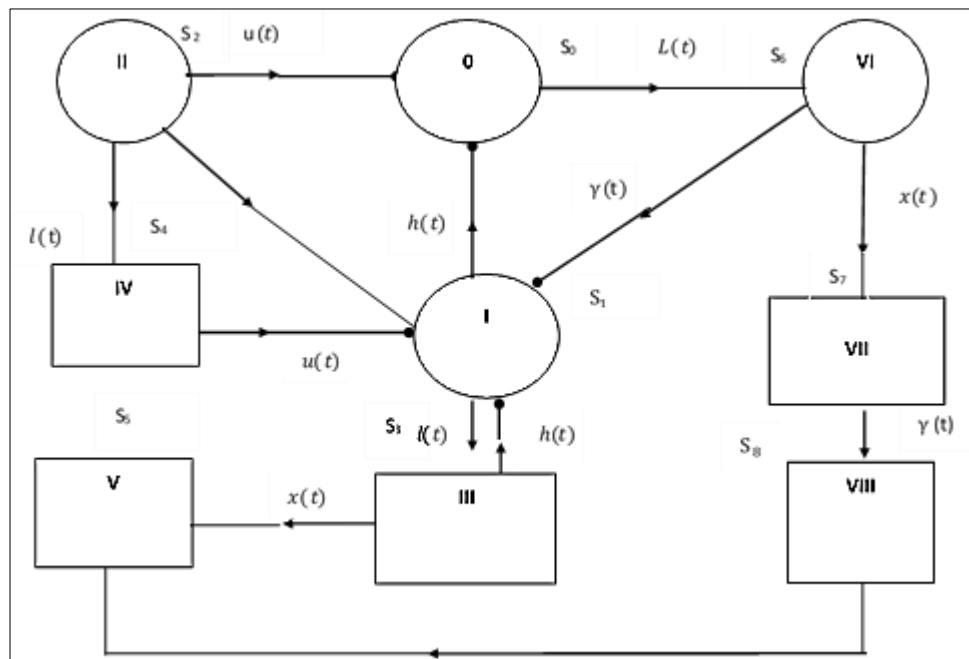 II
S₂
u(t)
0
S₀
L(t)
S₆
VI
γ(t)
x(t)
h(t)
l(t)
S₄
IV
S₇
I
S₁
VII
u(t)
S₅
S₃
l(t)
h(t)
γ(t)
S₈
V
x(t)
III
VIII